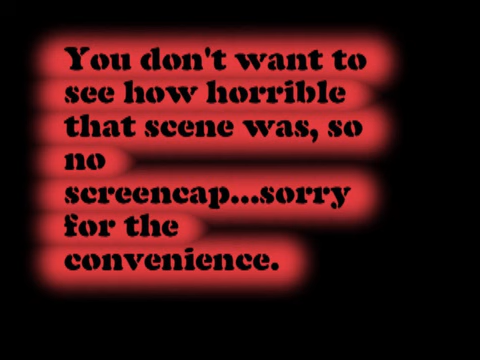 You don't want to
see how horrible
that scene was, so
no
screencap...sorry
for the
convenience.